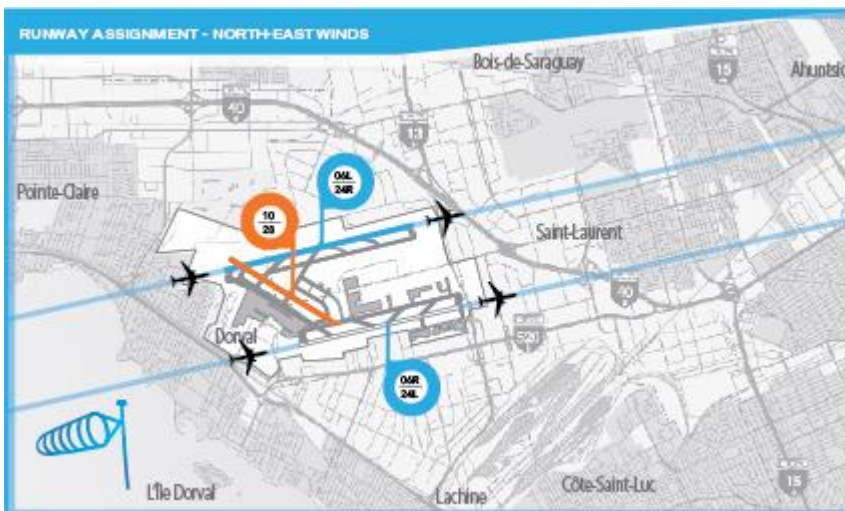 RUNWAY ASSIGNMENT - NORTH-EAST WINDS
Bois-de-Saraguay
15
Ahuntsic
40
13
Pointe-Claire
06L
24R
10
28
Saint-Laurent
40
Dorval
520
06R
24L
L'Île Dorval
Lachine
Côte-Saint-Luc
15